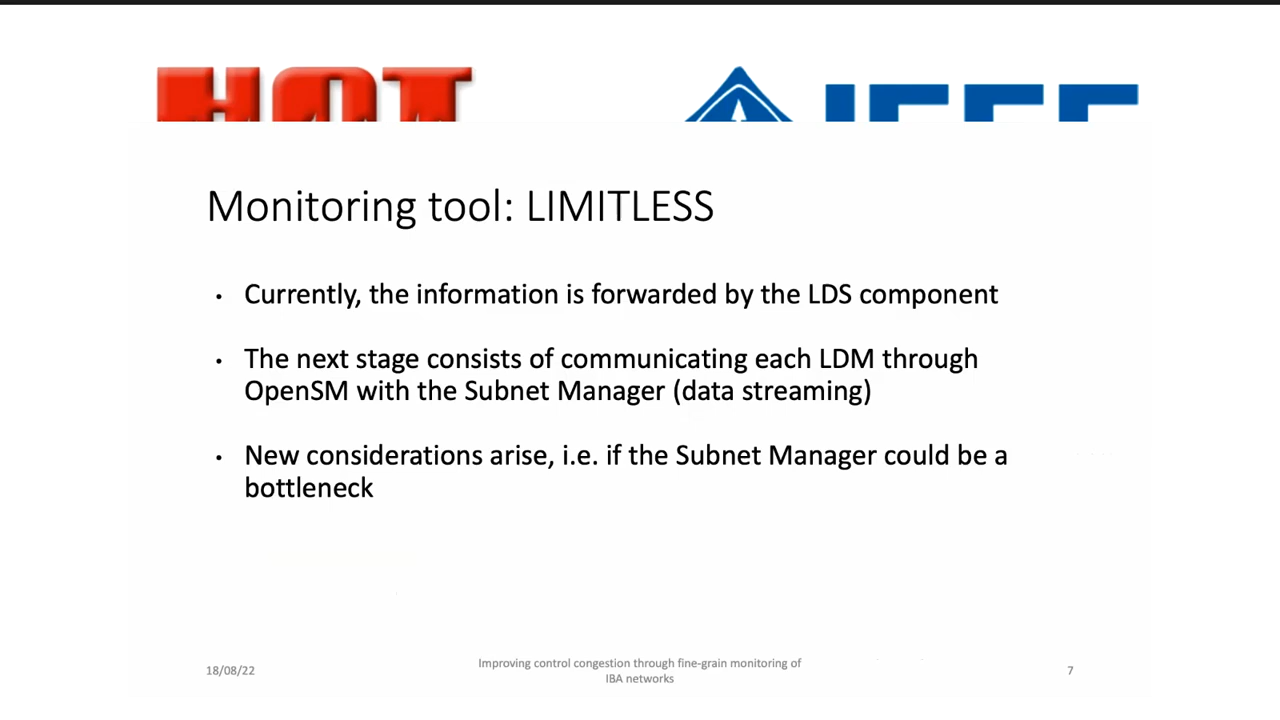 HOT
IEEE
Monitoring tool: LIMITLESS
• Currently, the information is forwarded by the LDS component
• The next stage consists of communicating each LDM through
OpenSM with the Subnet Manager (data streaming)
• New considerations arise, i.e. if the Subnet Manager could be a
bottleneck
18/08/22
Improving control congestion through fine-grain monitoring of
IBA networks
7